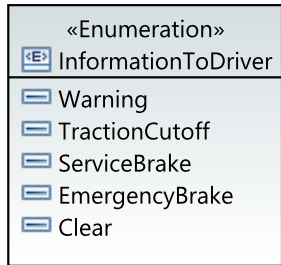 «Enumeration»
<E> InformationToDriver
Warning
TractionCutoff
ServiceBrake
EmergencyBrake
Clear